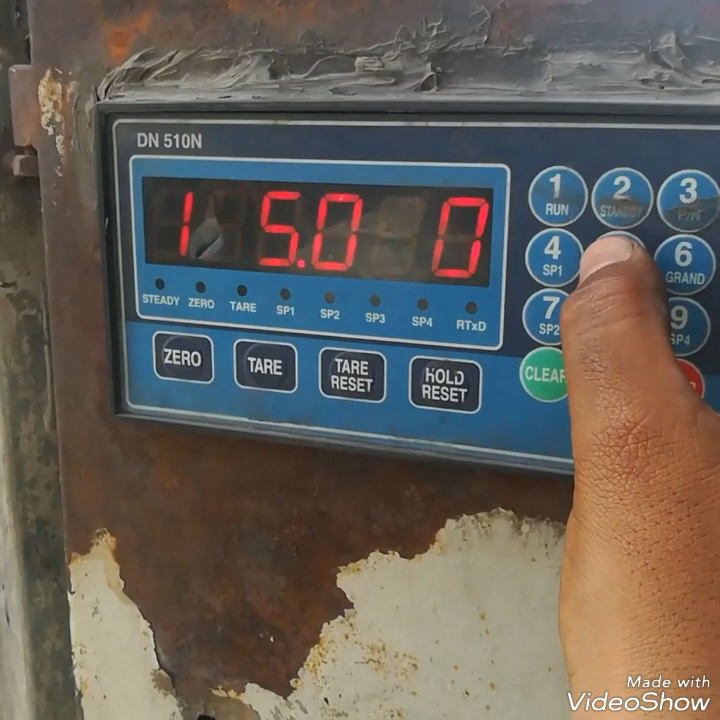 DN 510N
1 5.0 0
STEADY ZERO TARE SP1 SP2 SP3 SP4 RTxD
ZERO TARE TARE RESET HOLD RESET
1 RUN
2 STANDBY
3
4 SP1
6 GRAND
7 SP2
9 SP4
CLEAR
Made with
VideoShow